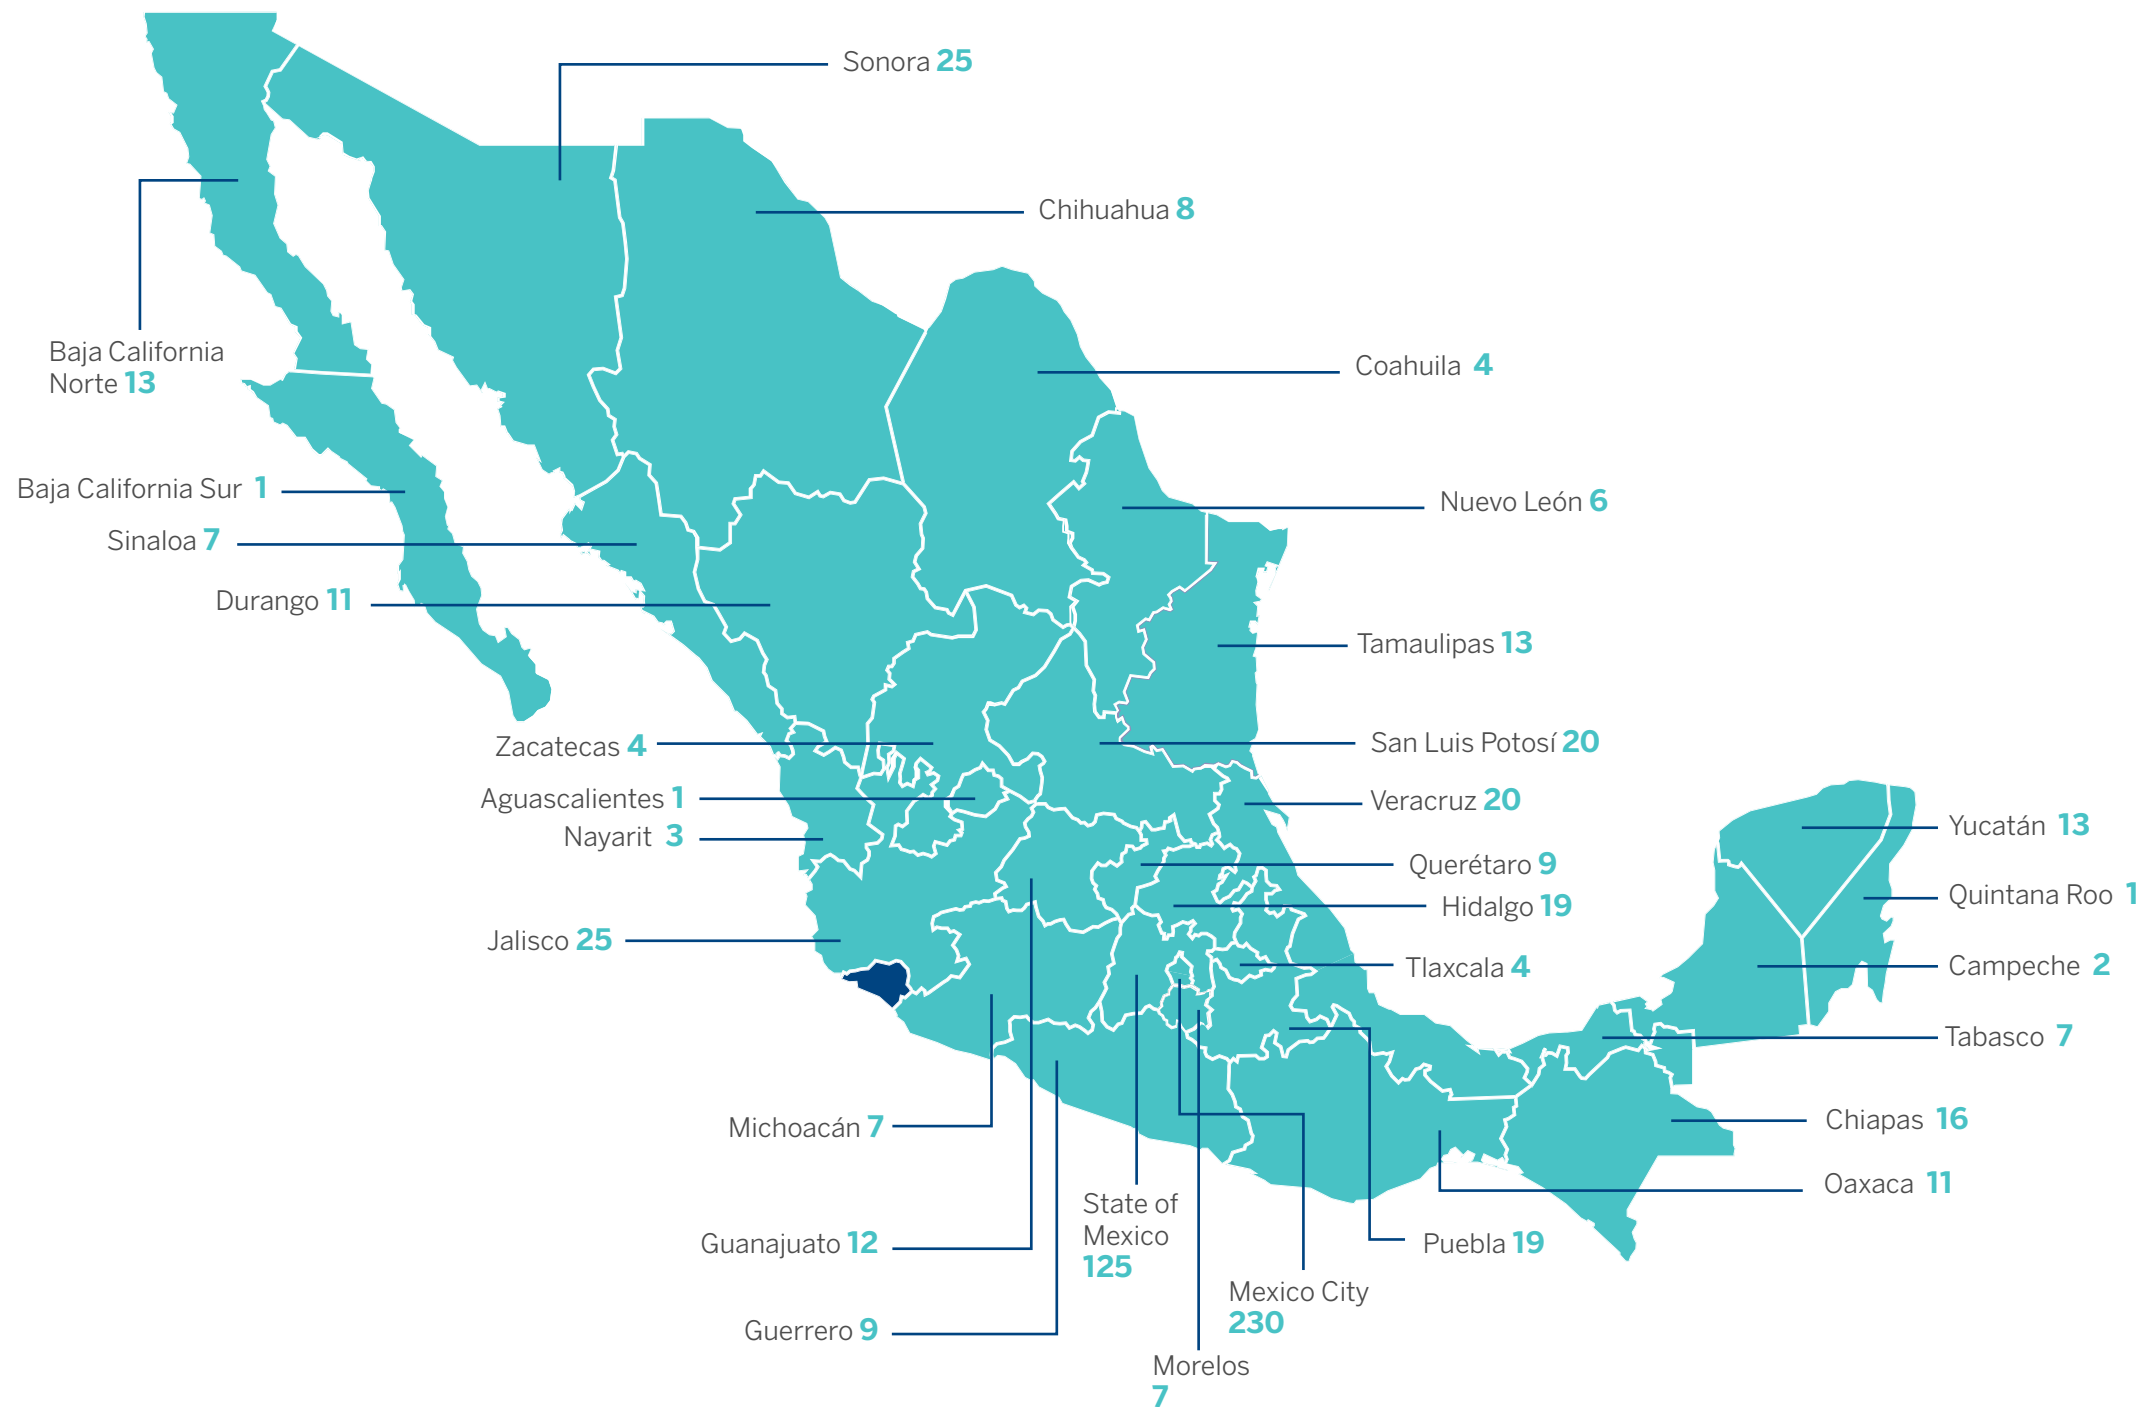 Sonora 25
Chihuahua 8
Baja California
Norte 13
Coahuila 4
Baja California Sur 1
Nuevo León 6
Sinaloa 7
Durango 11
Tamaulipas 13
Zacatecas 4
San Luis Potosí 20
Aguascalientes 1
Veracruz 20
Nayarit 3
Yucatán 13
Querétaro 9
Quintana Roo 1
Hidalgo 19
Jalisco 25
Tlaxcala 4
Campeche 2
Tabasco 7
Michoacán 7
Chiapas 16
Oaxaca 11
State of
Mexico
125
Guanajuato 12
Puebla 19
Mexico City
230
Guerrero 9
Morelos
7